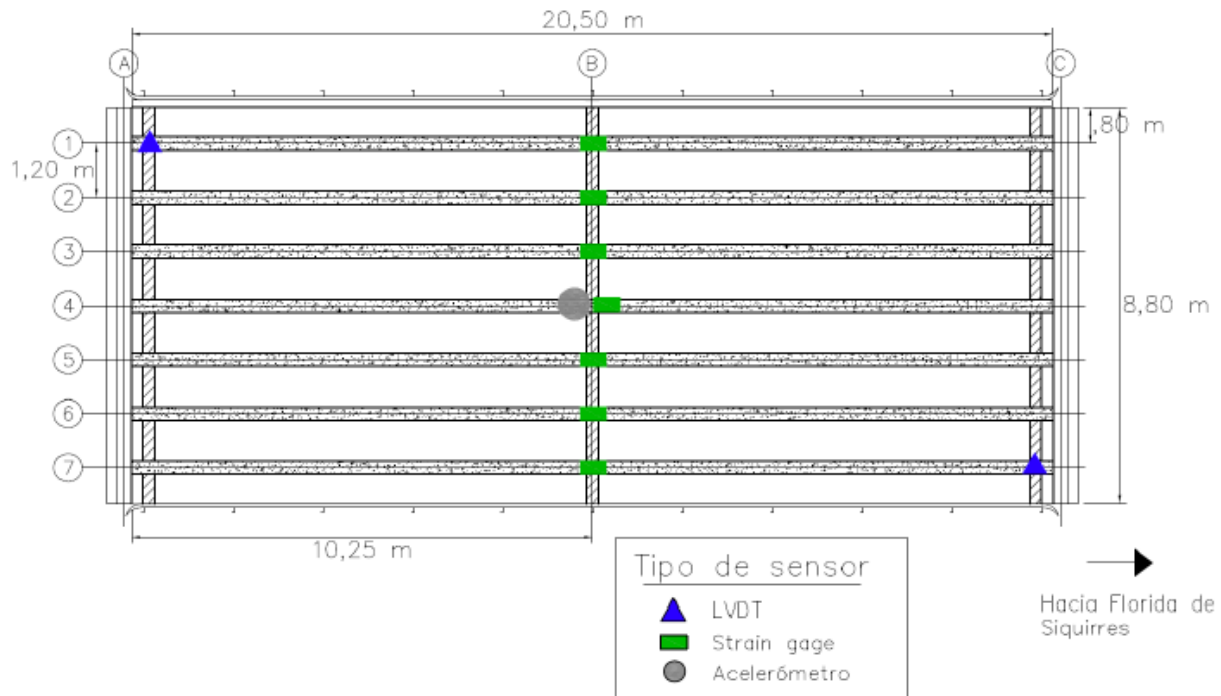 20,50 m
A
B
C
,80 m
1
1,20 m
2
3
4
8,80 m
5
6
7
10,25 m
Tipo de sensor
LVDT
Strain gage
Acelerómetro
Hacia Florida de
Siquirres